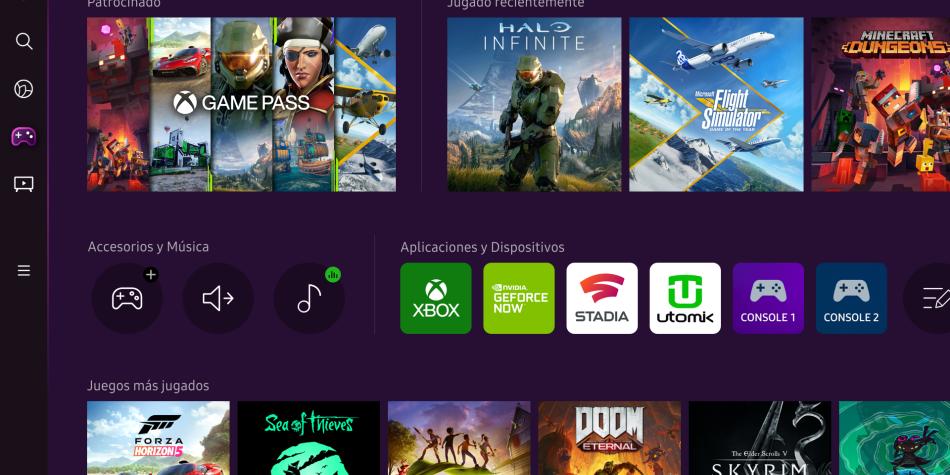 Patrocinado
Jugado recientemente
GAME PASS
HALO
INFINITE
Microsoft
Flight
Simulator
GAME OF THE YEAR
MINECRAFT
DUNGEONS
Accesorios y Música
Aplicaciones y Dispositivos
XBOX
NVIDIA.
GEFORCE
NOW
STADIA
utomik
CONSOLE 1
CONSOLE 2
Juegos más jugados
FORZA
HORIZON 5
Sea of Thieves
DOOM
ETERNAL
The Elder Scrolls V
SKYRIM